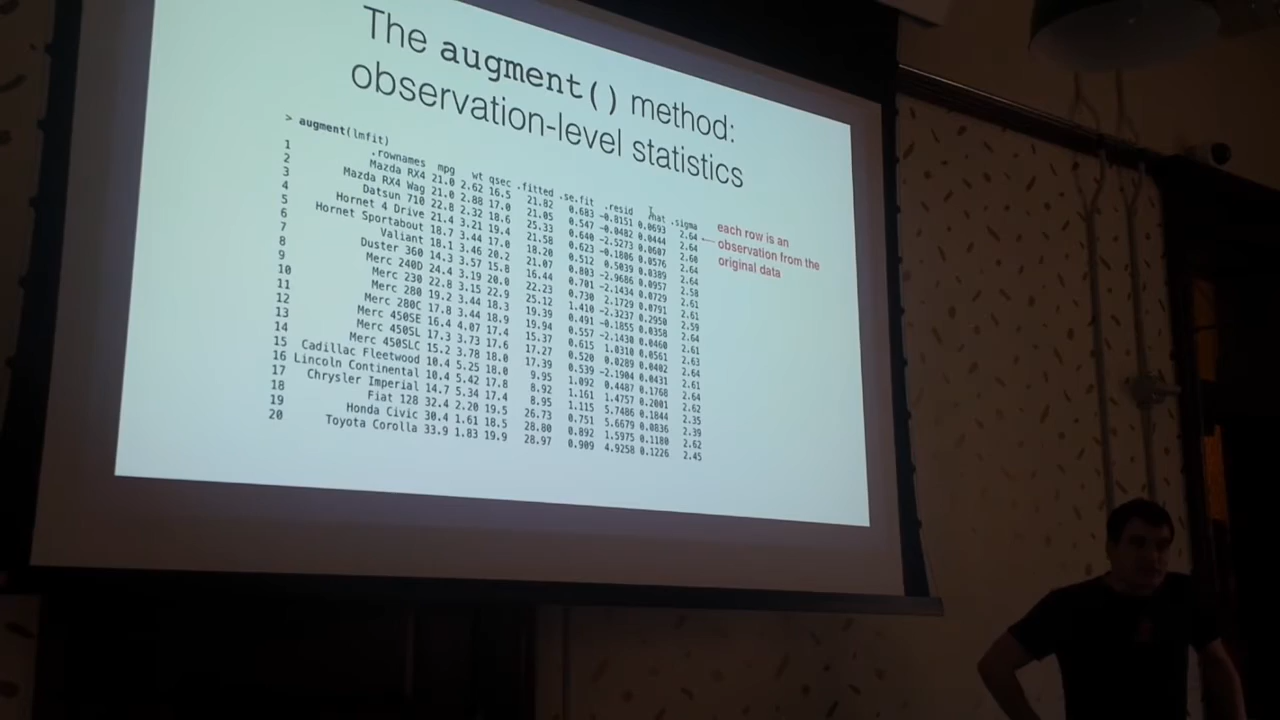 The augment() method:
observation-level statistics
> augment(lmfit)
.rownames mpg wt qsec .fitted .se.fit .resid .hat .sigma
1 Mazda RX4 21.0 2.62 16.5 21.82 0.683 -0.8151 0.0693 2.64
2 Mazda RX4 Wag 21.0 2.88 17.0 21.05 0.547 -0.0482 0.0444 2.64
3 Datsun 710 22.8 2.32 18.6 25.33 0.640 -2.5273 0.0607 2.60
4 Hornet 4 Drive 21.4 3.21 19.4 21.58 0.623 -0.1806 0.0576 2.64
5 Hornet Sportabout 18.7 3.44 17.0 18.20 0.512 0.5039 0.0389 2.64
6 Valiant 18.1 3.46 20.2 21.07 0.803 -2.9686 0.0957 2.58
7 Duster 360 14.3 3.57 15.8 16.44 0.701 -2.1434 0.0729 2.61
8 Merc 240D 24.4 3.19 20.0 22.23 0.730 2.1729 0.0791 2.61
9 Merc 230 22.8 3.15 22.9 25.12 1.410 -2.3237 0.2950 2.59
10 Merc 280 19.2 3.44 18.3 19.39 0.491 -0.1855 0.0358 2.64
11 Merc 280C 17.8 3.44 18.9 19.94 0.557 -2.1430 0.0460 2.61
12 Merc 450SE 16.4 4.07 17.4 15.37 0.615 1.0310 0.0561 2.63
13 Merc 450SL 17.3 3.73 17.6 17.27 0.520 0.0289 0.0402 2.64
14 Merc 450SLC 15.2 3.78 18.0 17.39 0.539 -2.1904 0.0431 2.61
15 Cadillac Fleetwood 10.4 5.25 18.0 9.95 1.092 0.4487 0.1768 2.64
16 Lincoln Continental 10.4 5.42 17.8 8.92 1.161 1.4757 0.2001 2.62
17 Chrysler Imperial 14.7 5.34 17.4 8.95 1.115 5.7486 0.1844 2.35
18 Fiat 128 32.4 2.20 19.5 26.73 0.751 5.6679 0.0836 2.39
19 Honda Civic 30.4 1.61 18.5 28.80 0.892 1.5975 0.1180 2.62
20 Toyota Corolla 33.9 1.83 19.9 28.97 0.909 4.9258 0.1226 2.45
each row is an
observation from the
original data